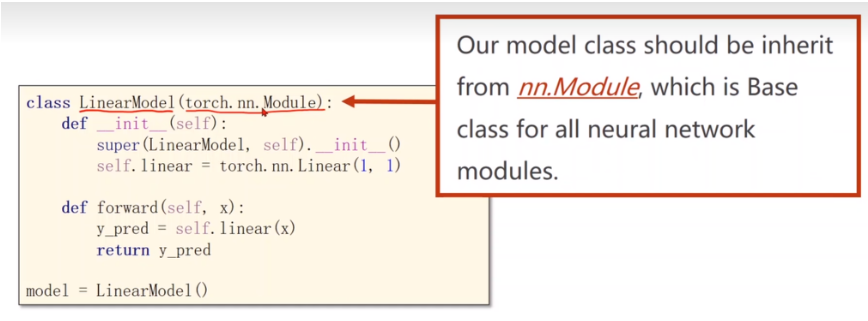 Our model class should be inherit
from nn.Module, which is Base
class for all neural network
modules.
class LinearModel(torch.nn.Module):
    def __init__(self):
        super(LinearModel, self).__init__()
        self.linear = torch.nn.Linear(1, 1)
    def forward(self, x):
        y_pred = self.linear(x)
        return y_pred
model = LinearModel()